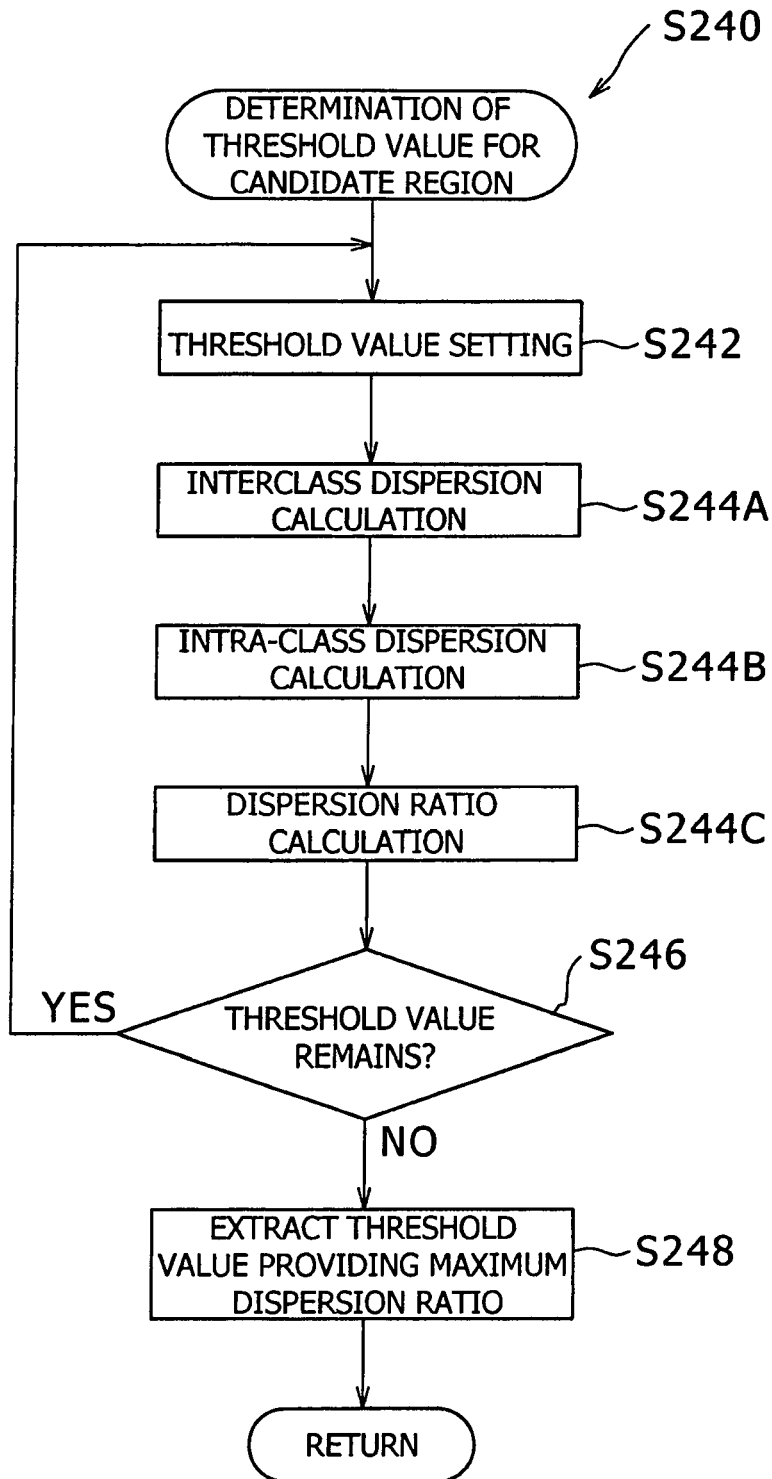 S240
DETERMINATION OF
THRESHOLD VALUE FOR
CANDIDATE REGION
THRESHOLD VALUE SETTING
S242
INTERCLASS DISPERSION
CALCULATION
S244A
INTRA-CLASS DISPERSION
CALCULATION
S244B
DISPERSION RATIO
CALCULATION
S244C
S246
YES
THRESHOLD VALUE
REMAINS?
NO
EXTRACT THRESHOLD
VALUE PROVIDING MAXIMUM
DISPERSION RATIO
S248
RETURN